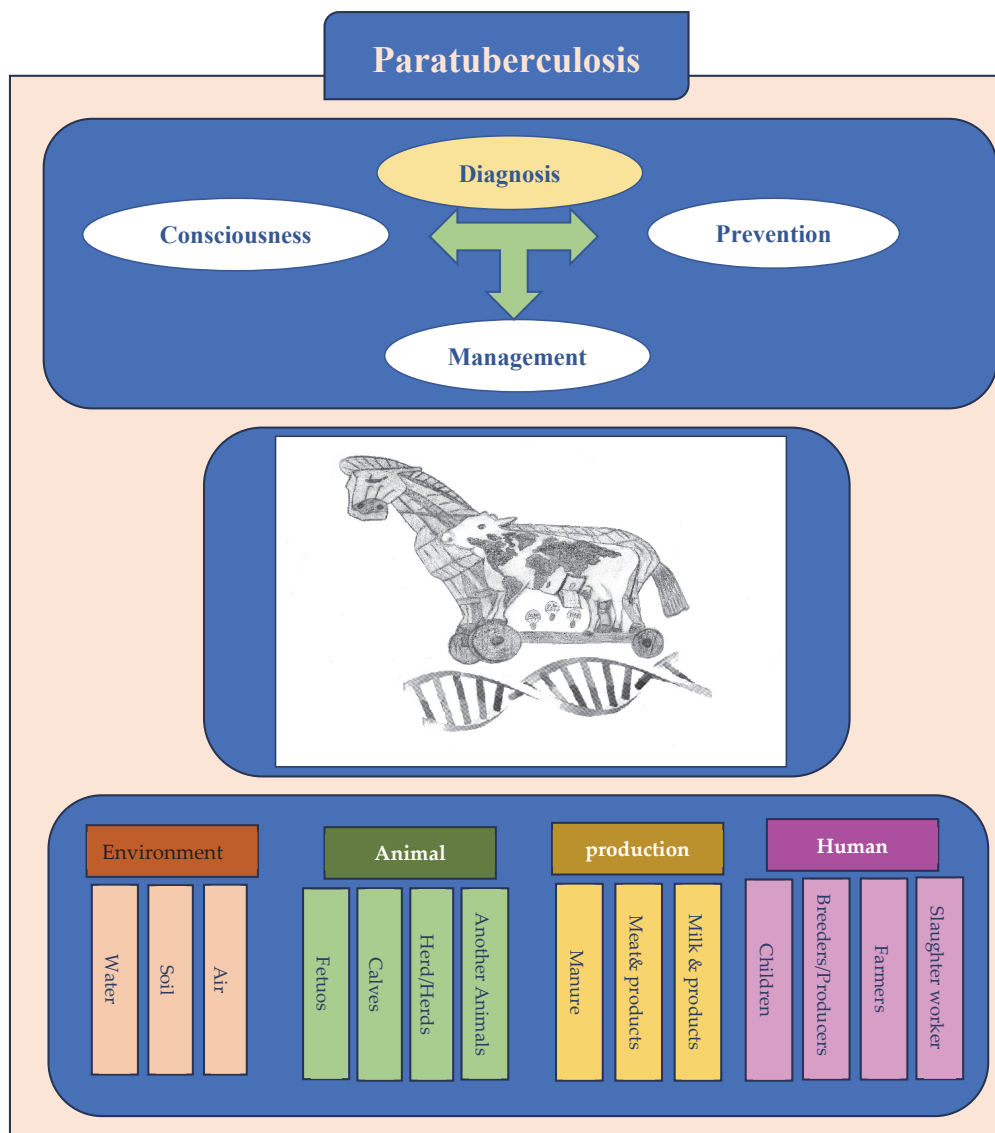 Paratuberculosis
Diagnosis
Consciousness
Prevention
Management
Environment
Water
Soil
Air
Animal
Fetuos
Calves
Herd/Herds
Another Animals
production
Manure
Meat& products
Milk & products
Human
Children
Breeders/Producers
Farmers
Slaughter worker